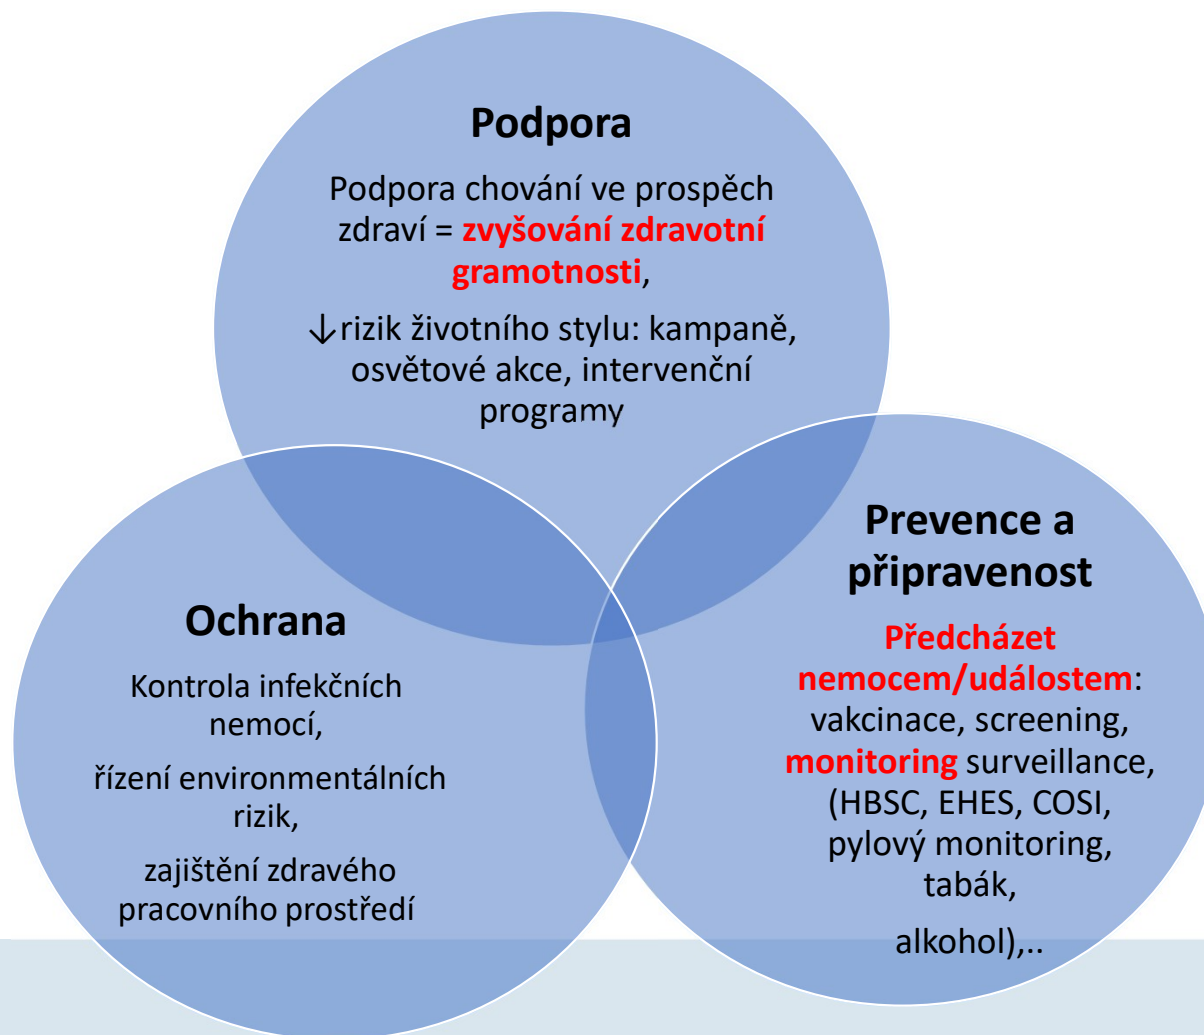 Podpora
Podpora chování ve prospěch
zdraví = zvyšování zdravotní
gramotnosti,
↓rizik životního stylu: kampaně,
osvětové akce, intervenční
programy
Ochrana
Kontrola infekčních
nemocí,
řízení environmentálních
rizik,
zajištění zdravého
pracovního prostředí
Prevence a
připravenost
Předcházet
nemocem/událostem:
vakcinace, screening,
monitoring surveillance,
(HBSC, EHES, COSI,
pylový monitoring,
tabák,
alkohol),..